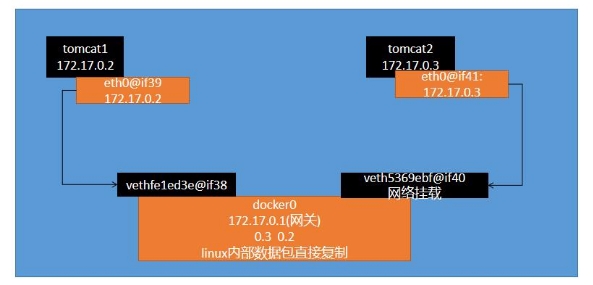 tomcat1
172.17.0.2
eth0@if39
172.17.0.2
tomcat2
172.17.0.3
eth0@if41:
172.17.0.3
vethfe1ed3e@if38
veth5369ebf@if40
网络挂载
docker0
172.17.0.1(网关)
0.3 0.2
linux内部数据包直接复制